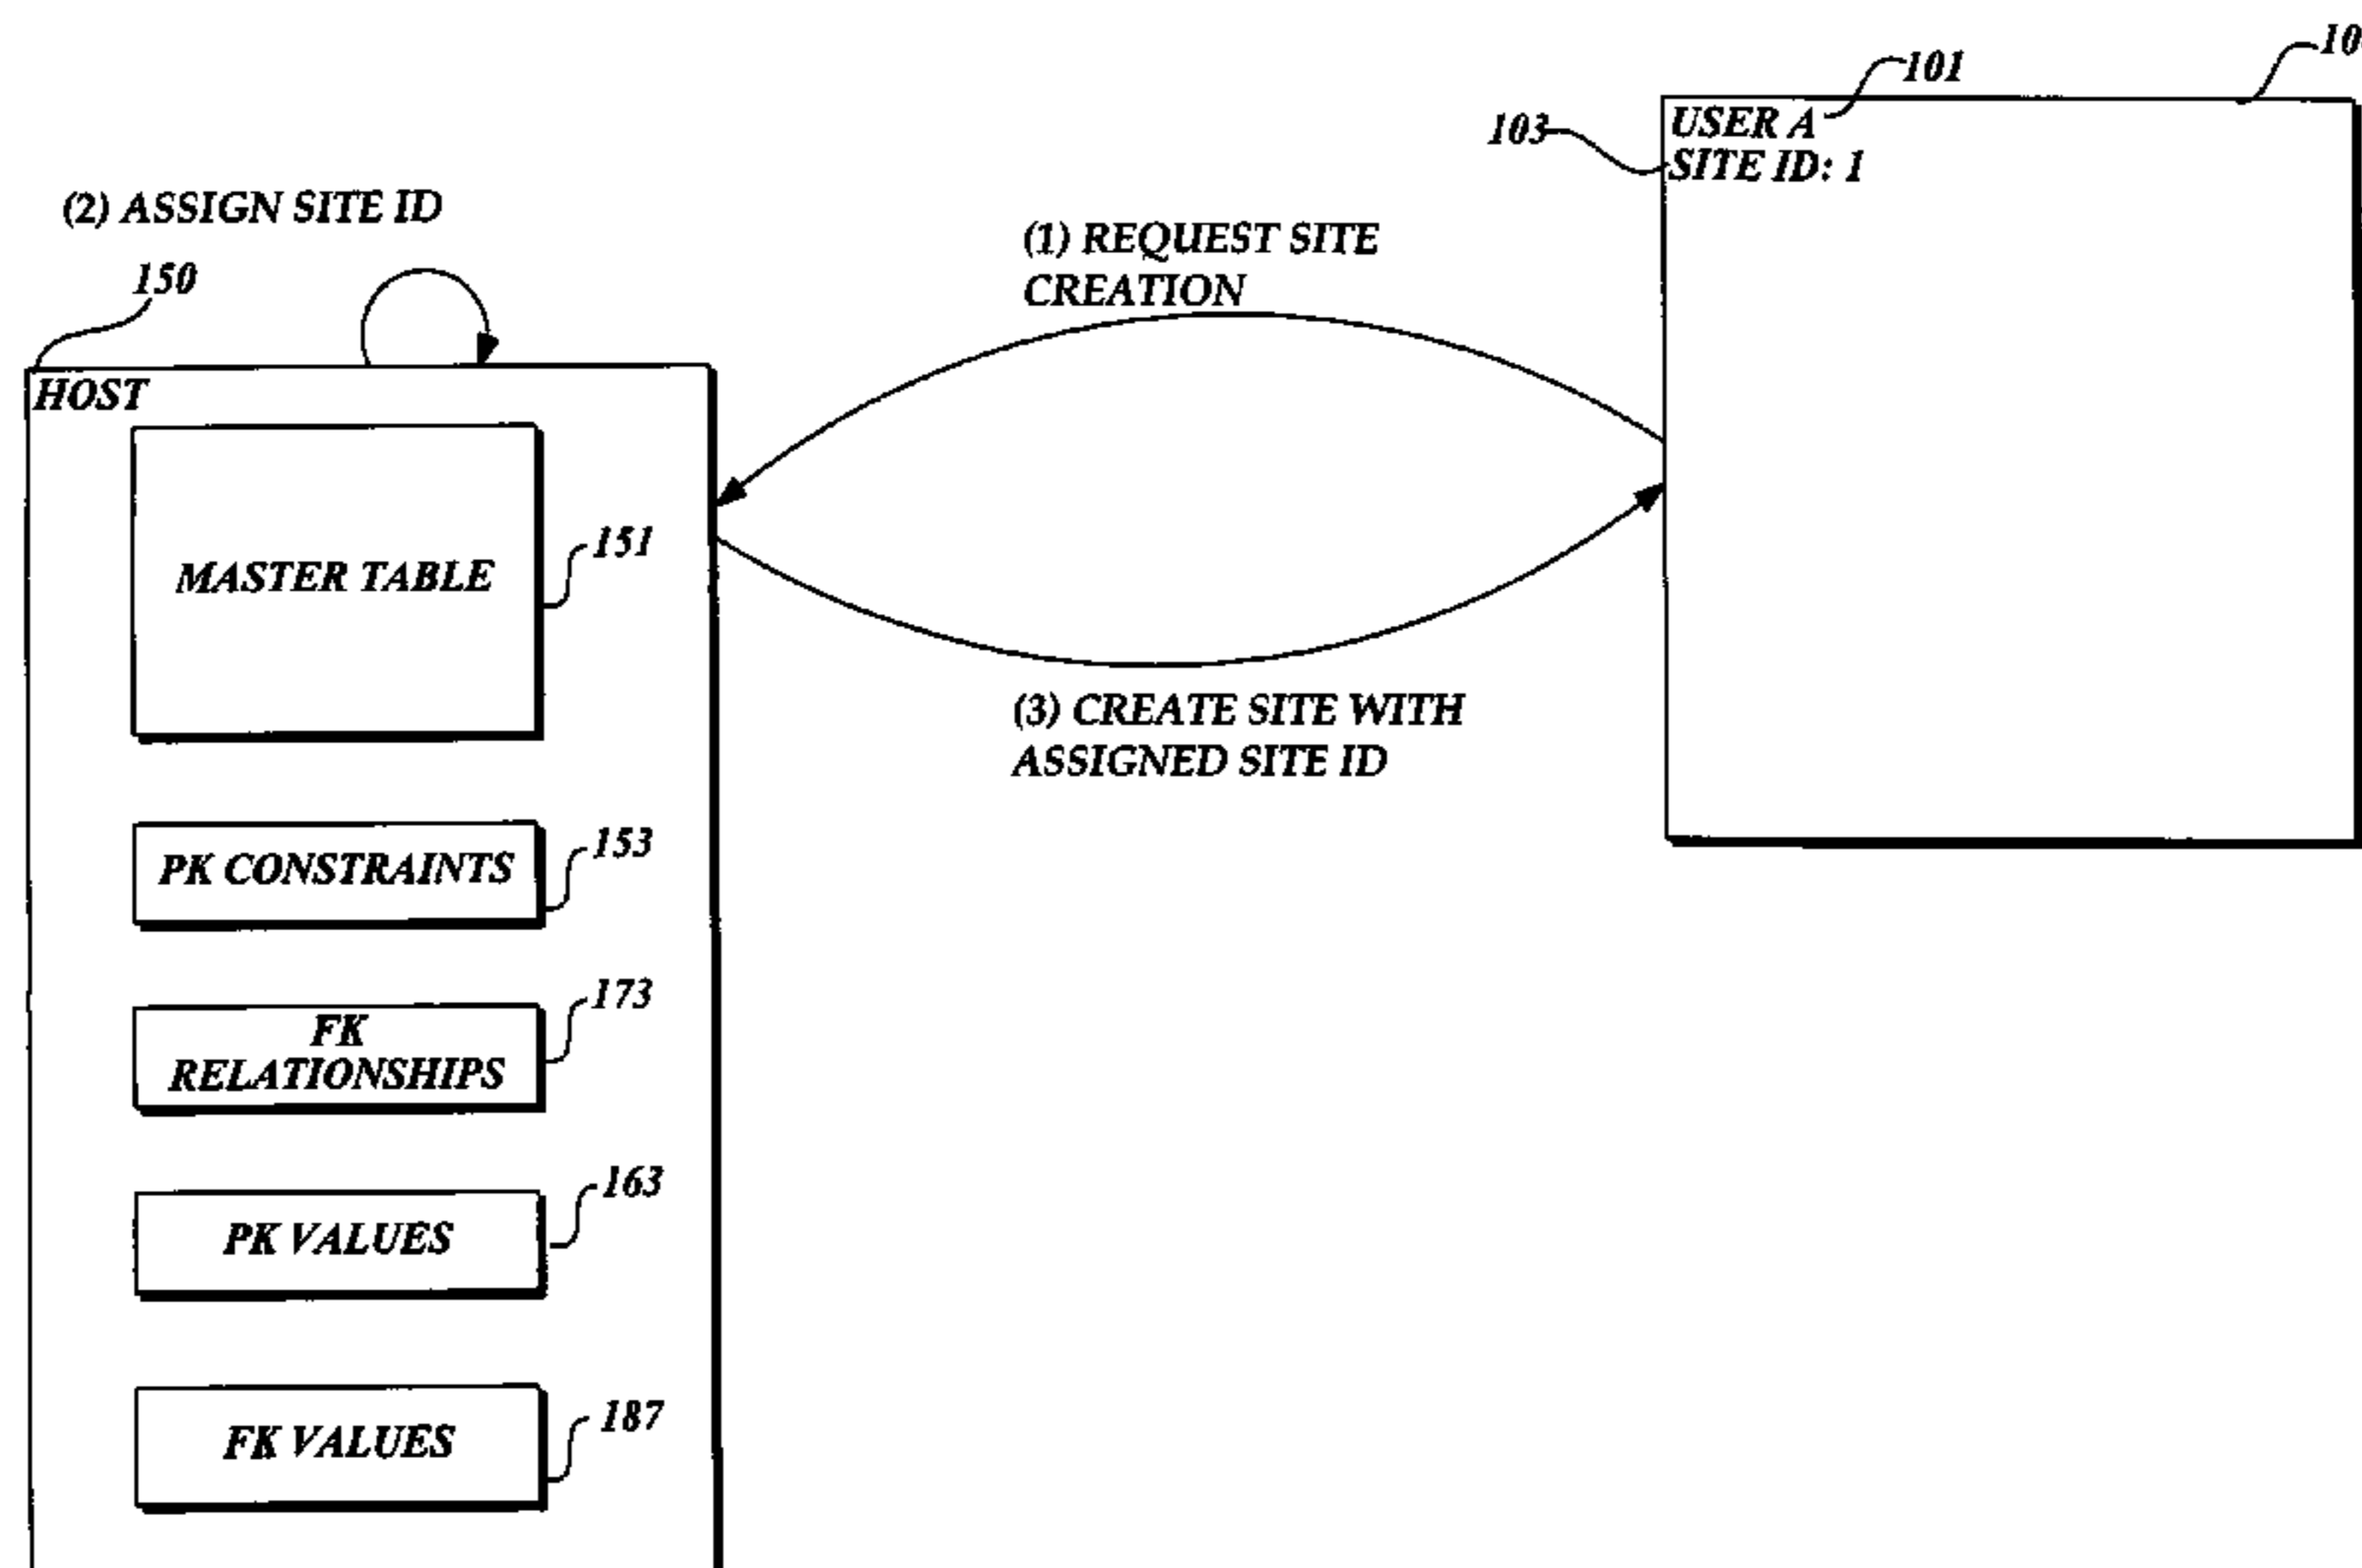 101
103
USER A
SITE ID: 1
(2) ASSIGN SITE ID
150
(1) REQUEST SITE
CREATION
HOST
MASTER TABLE
151
(3) CREATE SITE WITH
ASSIGNED SITE ID
PK CONSTRAINTS
153
173
FK
RELATIONSHIPS
163
PK VALUES
187
FK VALUES